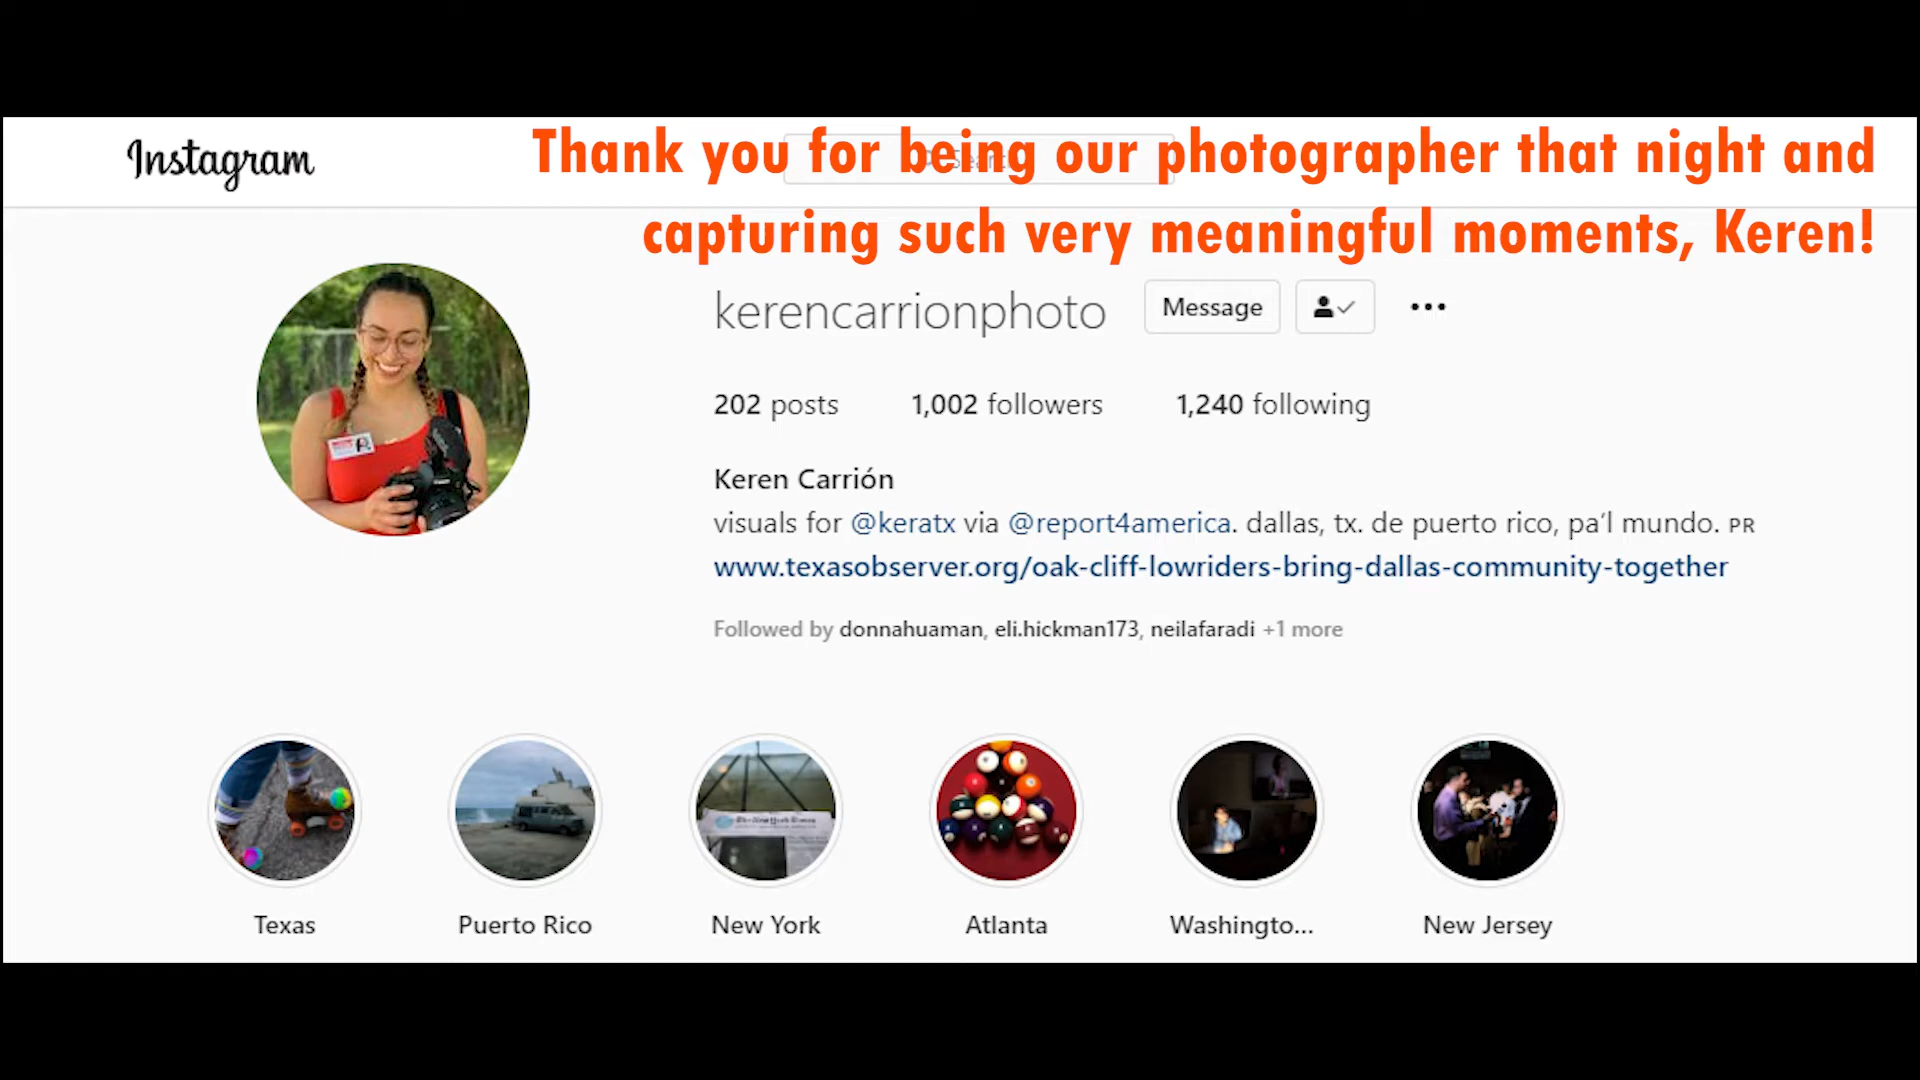 Instagram
Thank you for being our photographer that night and
capturing such very meaningful moments, Keren!
kerencarrionphoto Message
202 posts 1,002 followers 1,240 following
Keren Carrión
visuals for @keratx via @report4america. dallas, tx. de puerto rico, pa'l mundo. PR
www.texasobserver.org/oak-cliff-lowriders-bring-dallas-community-together
Followed by donnahuaman, eli.hickman173, neilafaradi +1 more
Texas Puerto Rico New York Atlanta Washingto... New Jersey